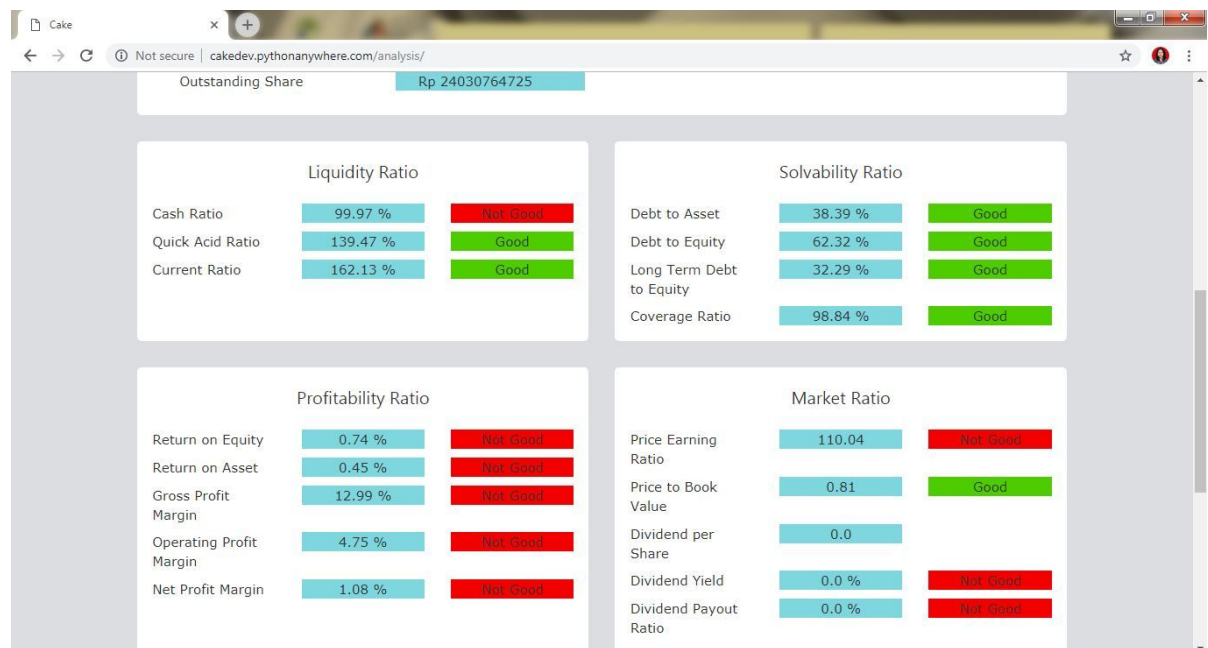 Cake
Not secure | cakedev.pythonanywhere.com/analysis/
Outstanding Share Rp 24030764725
Liquidity Ratio
Cash Ratio 99.97 % Not Good
Quick Acid Ratio 139.47 % Good
Current Ratio 162.13 % Good
Solvability Ratio
Debt to Asset 38.39 % Good
Debt to Equity 62.32 % Good
Long Term Debt 32.29 % Good
to Equity
Coverage Ratio 98.84 % Good
Profitability Ratio
Return on Equity 0.74 % Not Good
Return on Asset 0.45 % Not Good
Gross Profit 12.99 % Not Good
Margin
Operating Profit 4.75 % Not Good
Margin
Net Profit Margin 1.08 % Not Good
Market Ratio
Price Earning 110.04 Not Good
Ratio
Price to Book 0.81 Good
Value
Dividend per 0.0
Share
Dividend Yield 0.0 % Not Good
Dividend Payout 0.0 % Not Good
Ratio